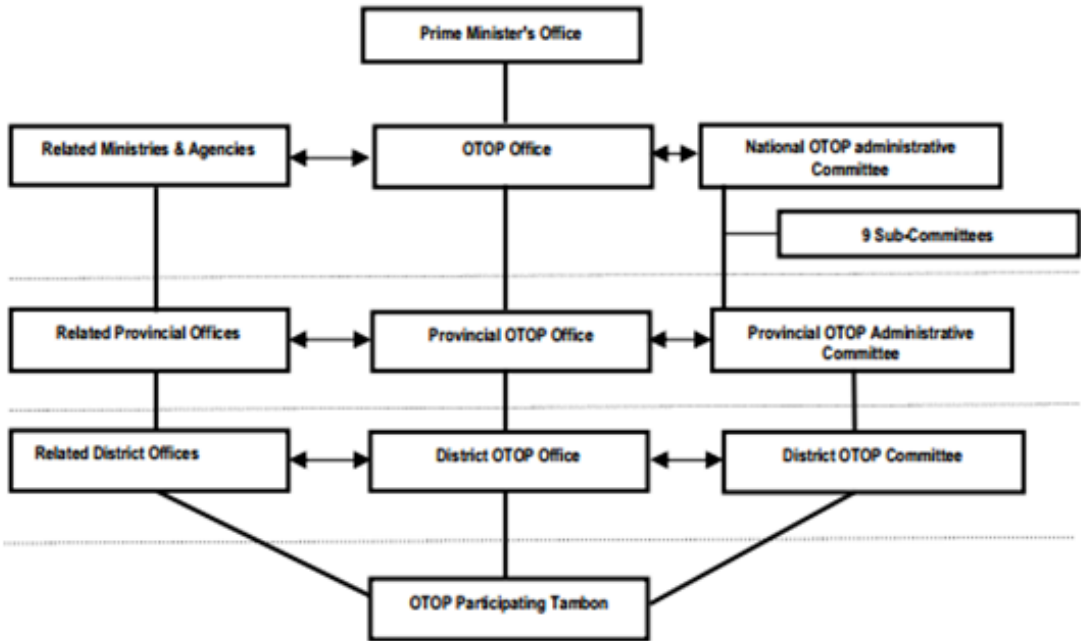 Prime Minister's Office
Related Ministries & Agencies
OTOP Office
National OTOP administrative
Committee
9 Sub-Committees
Related Provincial Offices
Provincial OTOP Office
Provincial OTOP Administrative
Committee
Related District Offices
District OTOP Office
District OTOP Committee
OTOP Participating Tambon